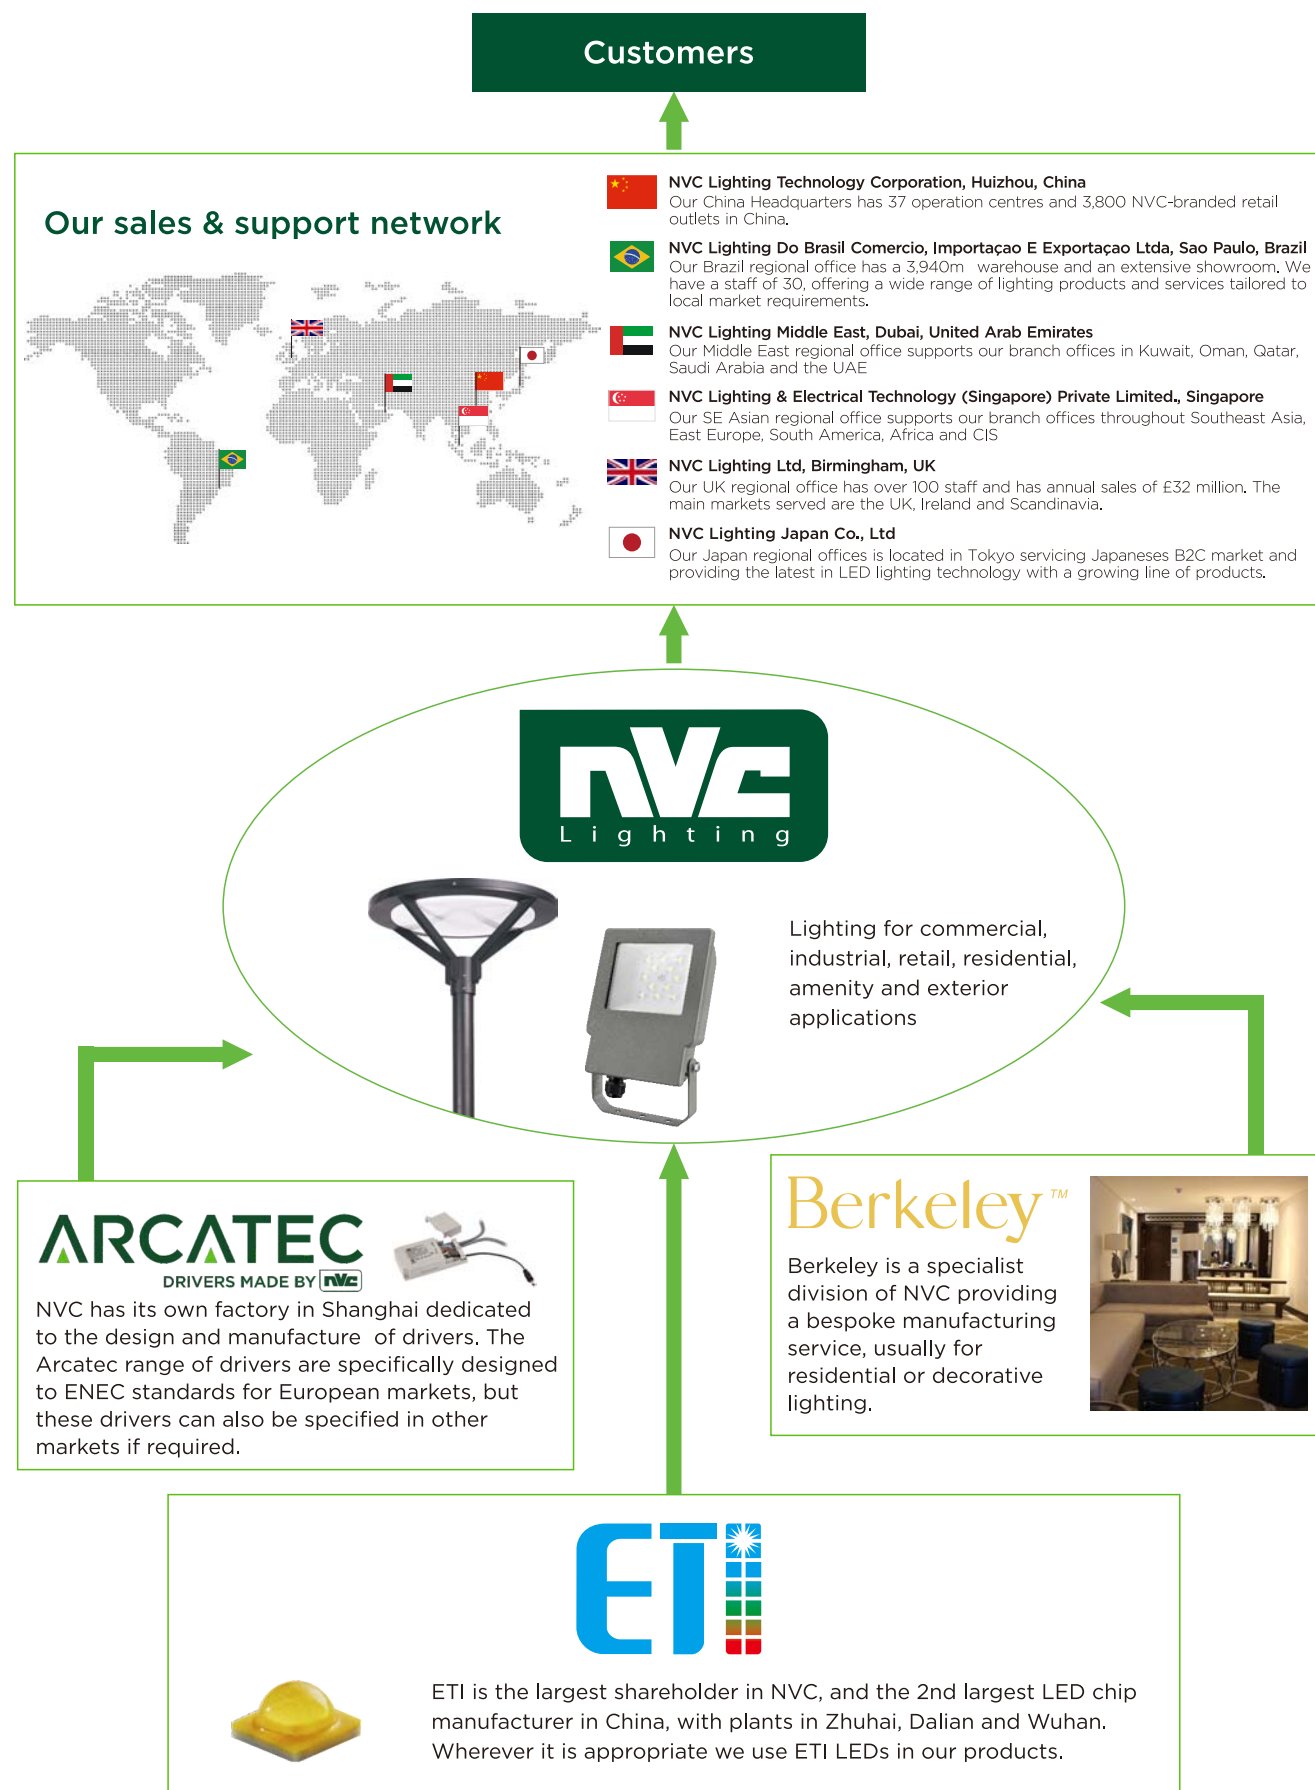 Customers
Our sales & support network
NVC Lighting Technology Corporation, Huizhou, China
Our China Headquarters has 37 operation centres and 3,800 NVC-branded retail
outlets in China.
NVC Lighting Do Brasil Comercio, Importaçao E Exportaçao Ltda, Sao Paulo, Brazil
Our Brazil regional office has a 3,940m warehouse and an extensive showroom. We
have a staff of 30, offering a wide range of lighting products and services tailored to
local market requirements.
NVC Lighting Middle East, Dubai, United Arab Emirates
Our Middle East regional office supports our branch offices in Kuwait, Oman, Qatar,
Saudi Arabia and the UAE
NVC Lighting & Electrical Technology (Singapore) Private Limited., Singapore
Our SE Asian regional office supports our branch offices throughout Southeast Asia,
East Europe, South America, Africa and CIS
NVC Lighting Ltd, Birmingham, UK
Our UK regional office has over 100 staff and has annual sales of £32 million. The
main markets served are the UK, Ireland and Scandinavia.
NVC Lighting Japan Co., Ltd
Our Japan regional offices is located in Tokyo servicing Japaneses B2C market and
providing the latest in LED lighting technology with a growing line of products.
nVC
Lighting
Lighting for commercial,
industrial, retail, residential,
amenity and exterior
applications
ARCATEC
DRIVERS MADE BY nVC
NVC has its own factory in Shanghai dedicated
to the design and manufacture of drivers. The
Arcatec range of drivers are specifically designed
to ENEC standards for European markets, but
these drivers can also be specified in other
markets if required.
Berkeley™
Berkeley is a specialist
division of NVC providing
a bespoke manufacturing
service, usually for
residential or decorative
lighting.
ETI
ETI is the largest shareholder in NVC, and the 2nd largest LED chip
manufacturer in China, with plants in Zhuhai, Dalian and Wuhan.
Wherever it is appropriate we use ETI LEDs in our products.